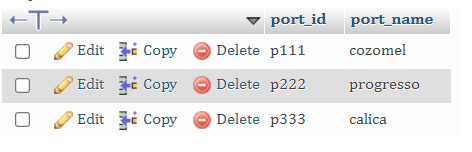 port_id port_name
Edit Copy Delete p111 cozomel
Edit Copy Delete p222 progresso
Edit Copy Delete p333 calica